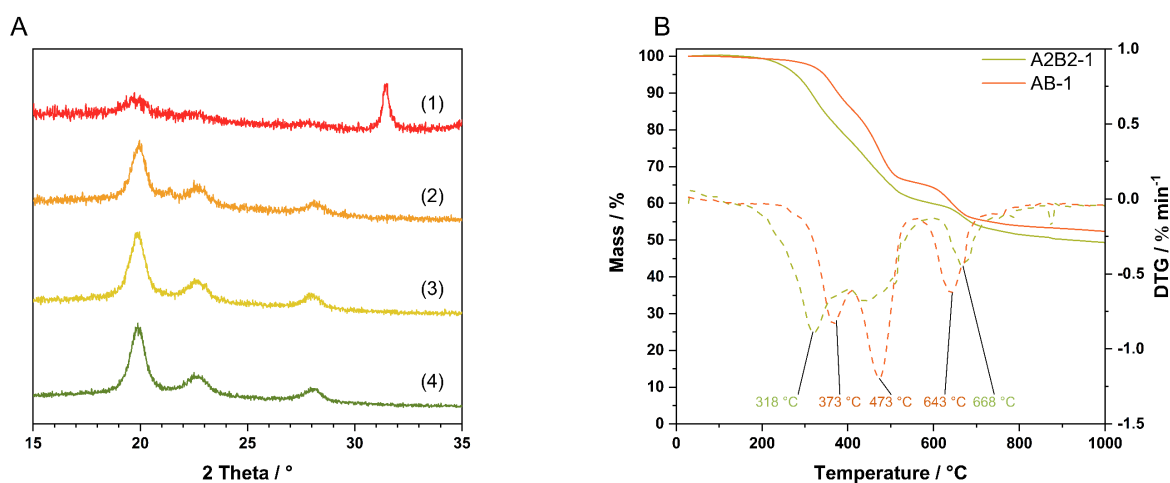 A
(1)
(2)
(3)
(4)
15 20 25 30 35
2 Theta / °
B
A2B2-1
AB-1
100
90
80
70
60
50
40
30
20
10
0
Mass / %
1.0
0.5
0.0
-0.5
-1.0
-1.5
DTG / % min-1
318 °C 373 °C 473 °C 643 °C 668 °C
0 200 400 600 800 1000
Temperature / °C